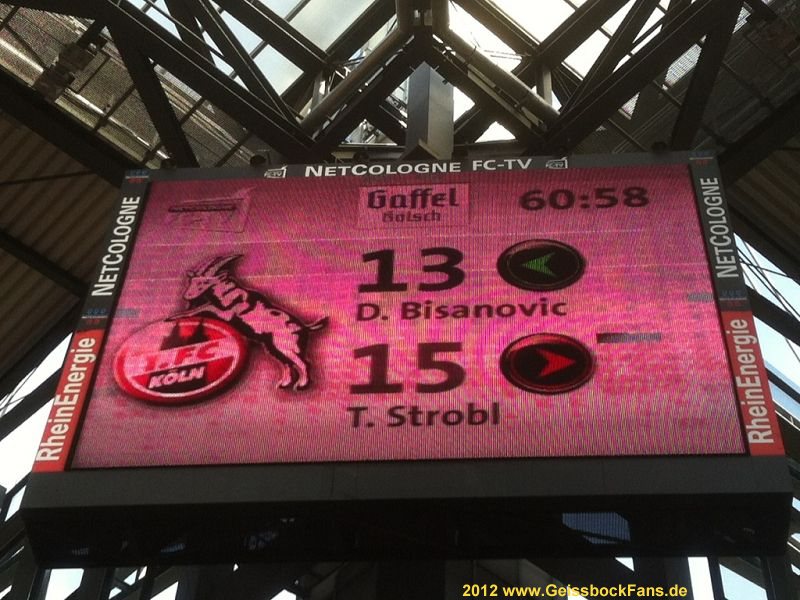 NETCOLOGNE FC-TV
NETCOLOGNE
RheinEnergie
Gaffel
Kölsch
60:58
13
D. Bisanovic
1. FC
KÖLN
15
T. Strobl
NETCOLOGNE
RheinEnergie
2012 www.GeissbockFans.de